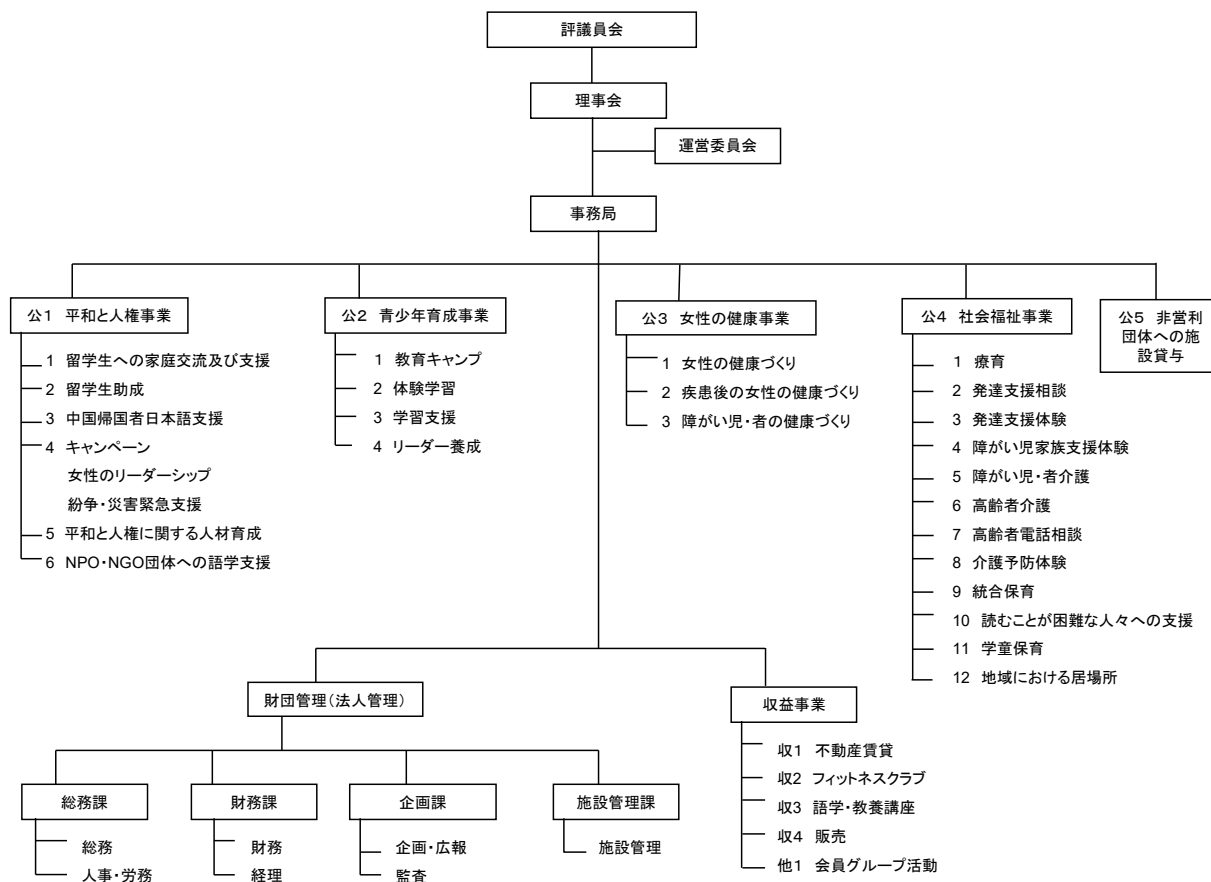 評議員会
理事会
運営委員会
事務局
公1 平和と人権事業
1 留学生への家庭交流及び支援
2 留学生助成
3 中国帰国者日本語支援
4 キャンペーン
女性のリーダーシップ
紛争・災害緊急支援
5 平和と人権に関する人材育成
6 NPO・NGO団体への語学支援
公2 青少年育成事業
1 教育キャンプ
2 体験学習
3 学習支援
4 リーダー養成
公3 女性の健康事業
1 女性の健康づくり
2 疾患後の女性の健康づくり
3 障がい児・者の健康づくり
公4 社会福祉事業
1 療育
2 発達支援相談
3 発達支援体験
4 障がい児家族支援体験
5 障がい児・者介護
6 高齢者介護
7 高齢者電話相談
8 介護予防体験
9 統合保育
10 読むことが困難な人々への支援
11 学童保育
12 地域における居場所
公5 非営利
団体への施
設貸与
財団管理(法人管理)
総務課
総務
人事・労務
財務課
財務
経理
企画課
企画・広報
監査
施設管理課
施設管理
収益事業
収1 不動産賃貸
収2 フィットネスクラブ
収3 語学・教養講座
収4 販売
他1 会員グループ活動